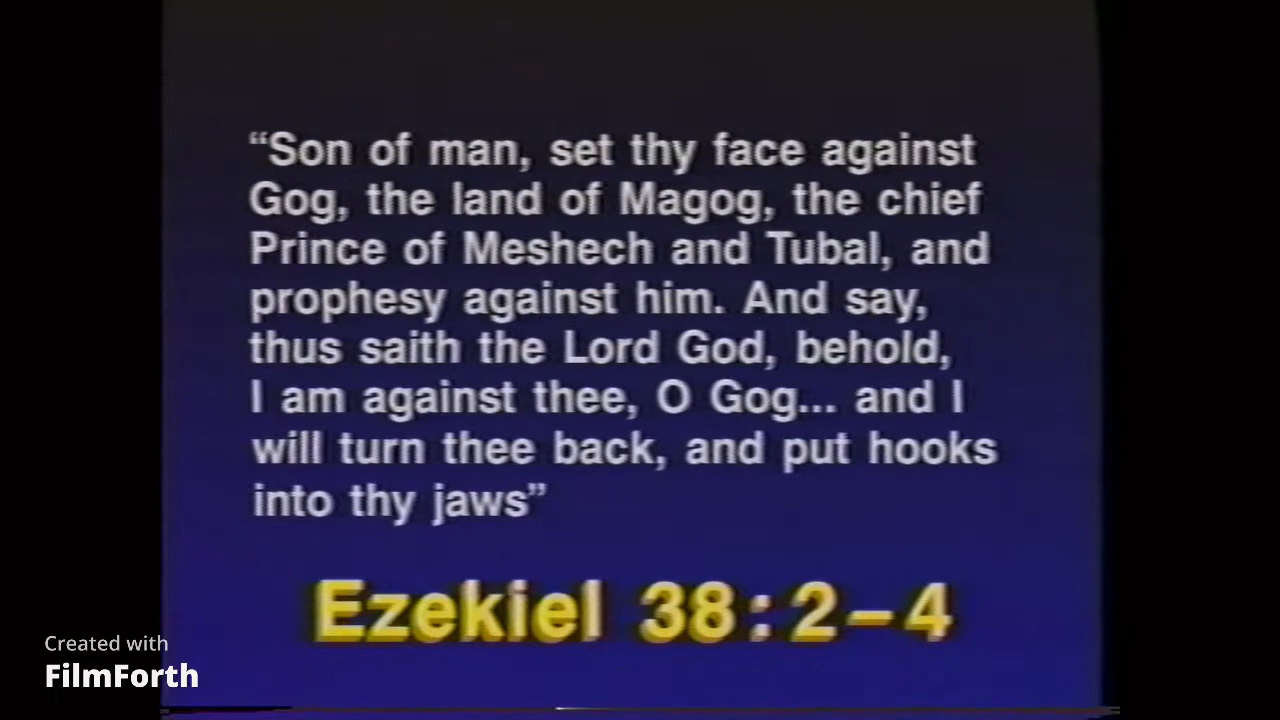 “Son of man, set thy face against
Gog, the land of Magog, the chief
Prince of Meshech and Tubal, and
prophesy against him. And say,
thus saith the Lord God, behold,
I am against thee, O Gog... and I
will turn thee back, and put hooks
into thy jaws”
Ezekiel 38:2–4
Created with
FilmForth